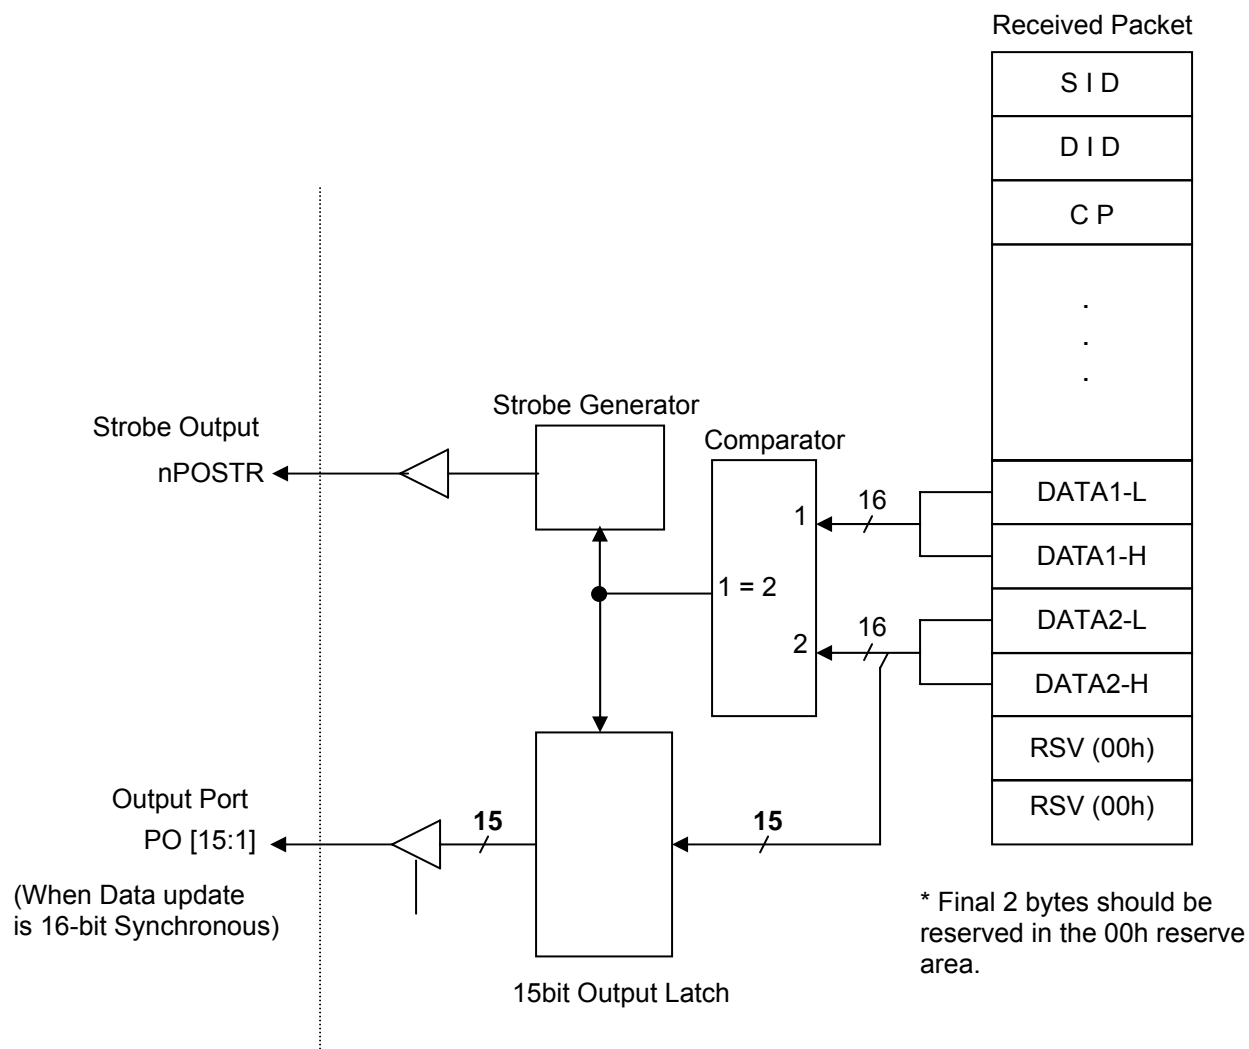 Received Packet
S I D
D I D
C P
.
.
.
Strobe Generator
Strobe Output
nPOSTR
Comparator
1
16
DATA1-L
DATA1-H
1 = 2
2
16
DATA2-L
DATA2-H
RSV (00h)
RSV (00h)
Output Port
PO [15:1]
15
15
(When Data update
is 16-bit Synchronous)
15bit Output Latch
* Final 2 bytes should be
reserved in the 00h reserve
area.